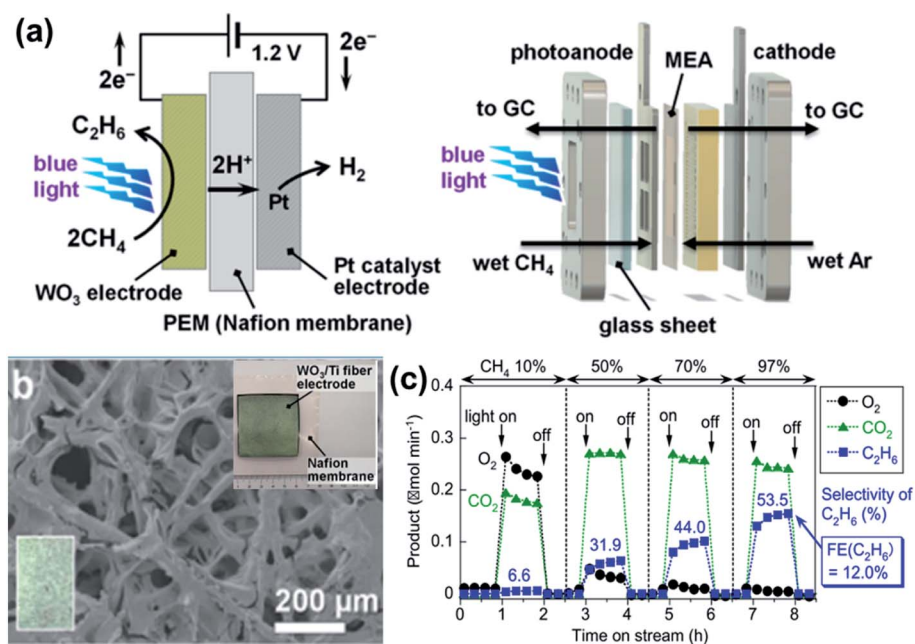 (a)
1.2 V
2e⁻
2e⁻
C₂H₆
blue
light
2CH₄
2H⁺
Pt
H₂
WO₃ electrode
Pt catalyst
electrode
PEM (Nafion membrane)
photoanode
MEA
cathode
to GC
to GC
blue
light
wet CH₄
wet Ar
glass sheet
b
WO₃/Ti fiber
electrode
Nafion
membrane
200 µm
(c)
CH₄ 10% 50% 70% 97%
0.4
0.3
0.2
0.1
0
Product (▯mol min⁻¹)
light on
off
on
off
on
off
on
off
O₂
CO₂
6.6
31.9
44.0
53.5
O₂
CO₂
C₂H₆
Selectivity of
C₂H₆ (%)
FE(C₂H₆)
= 12.0%
0 1 2 3 4 5 6 7 8
Time on stream (h)